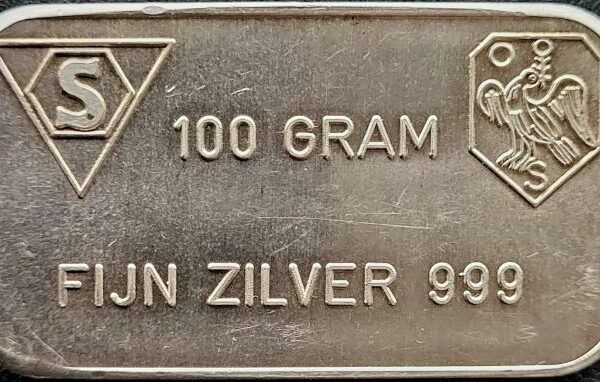 S
100 GRAM
S
FIJN ZILVER 999